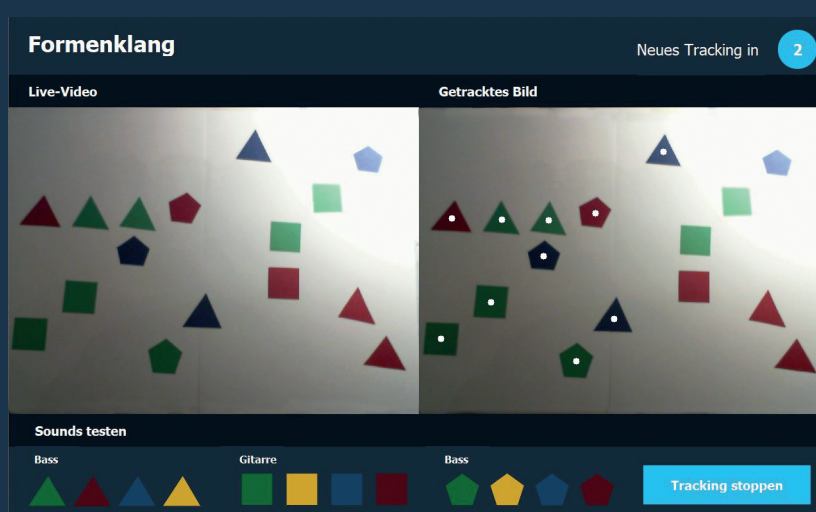 Formenklang
Neues Tracking in 2
Live-Video
Getracktes Bild
Sounds testen
Bass
Gitarre
Bass
Tracking stoppen